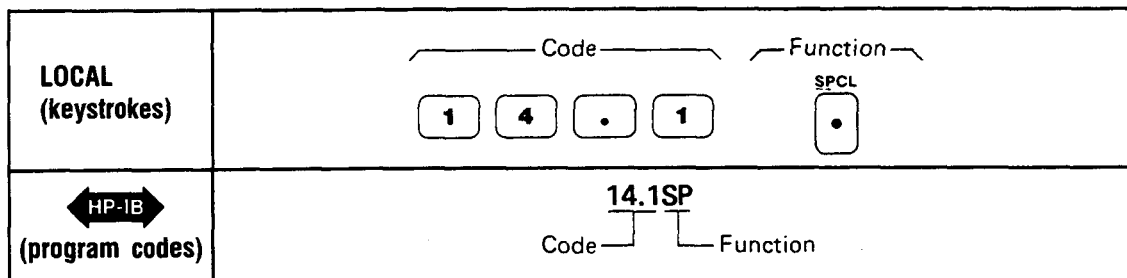 LOCAL
(keystrokes)
Code Function
SPCL
1 4 . 1 •
HP-IB
(program codes)
14.1SP
Code Function